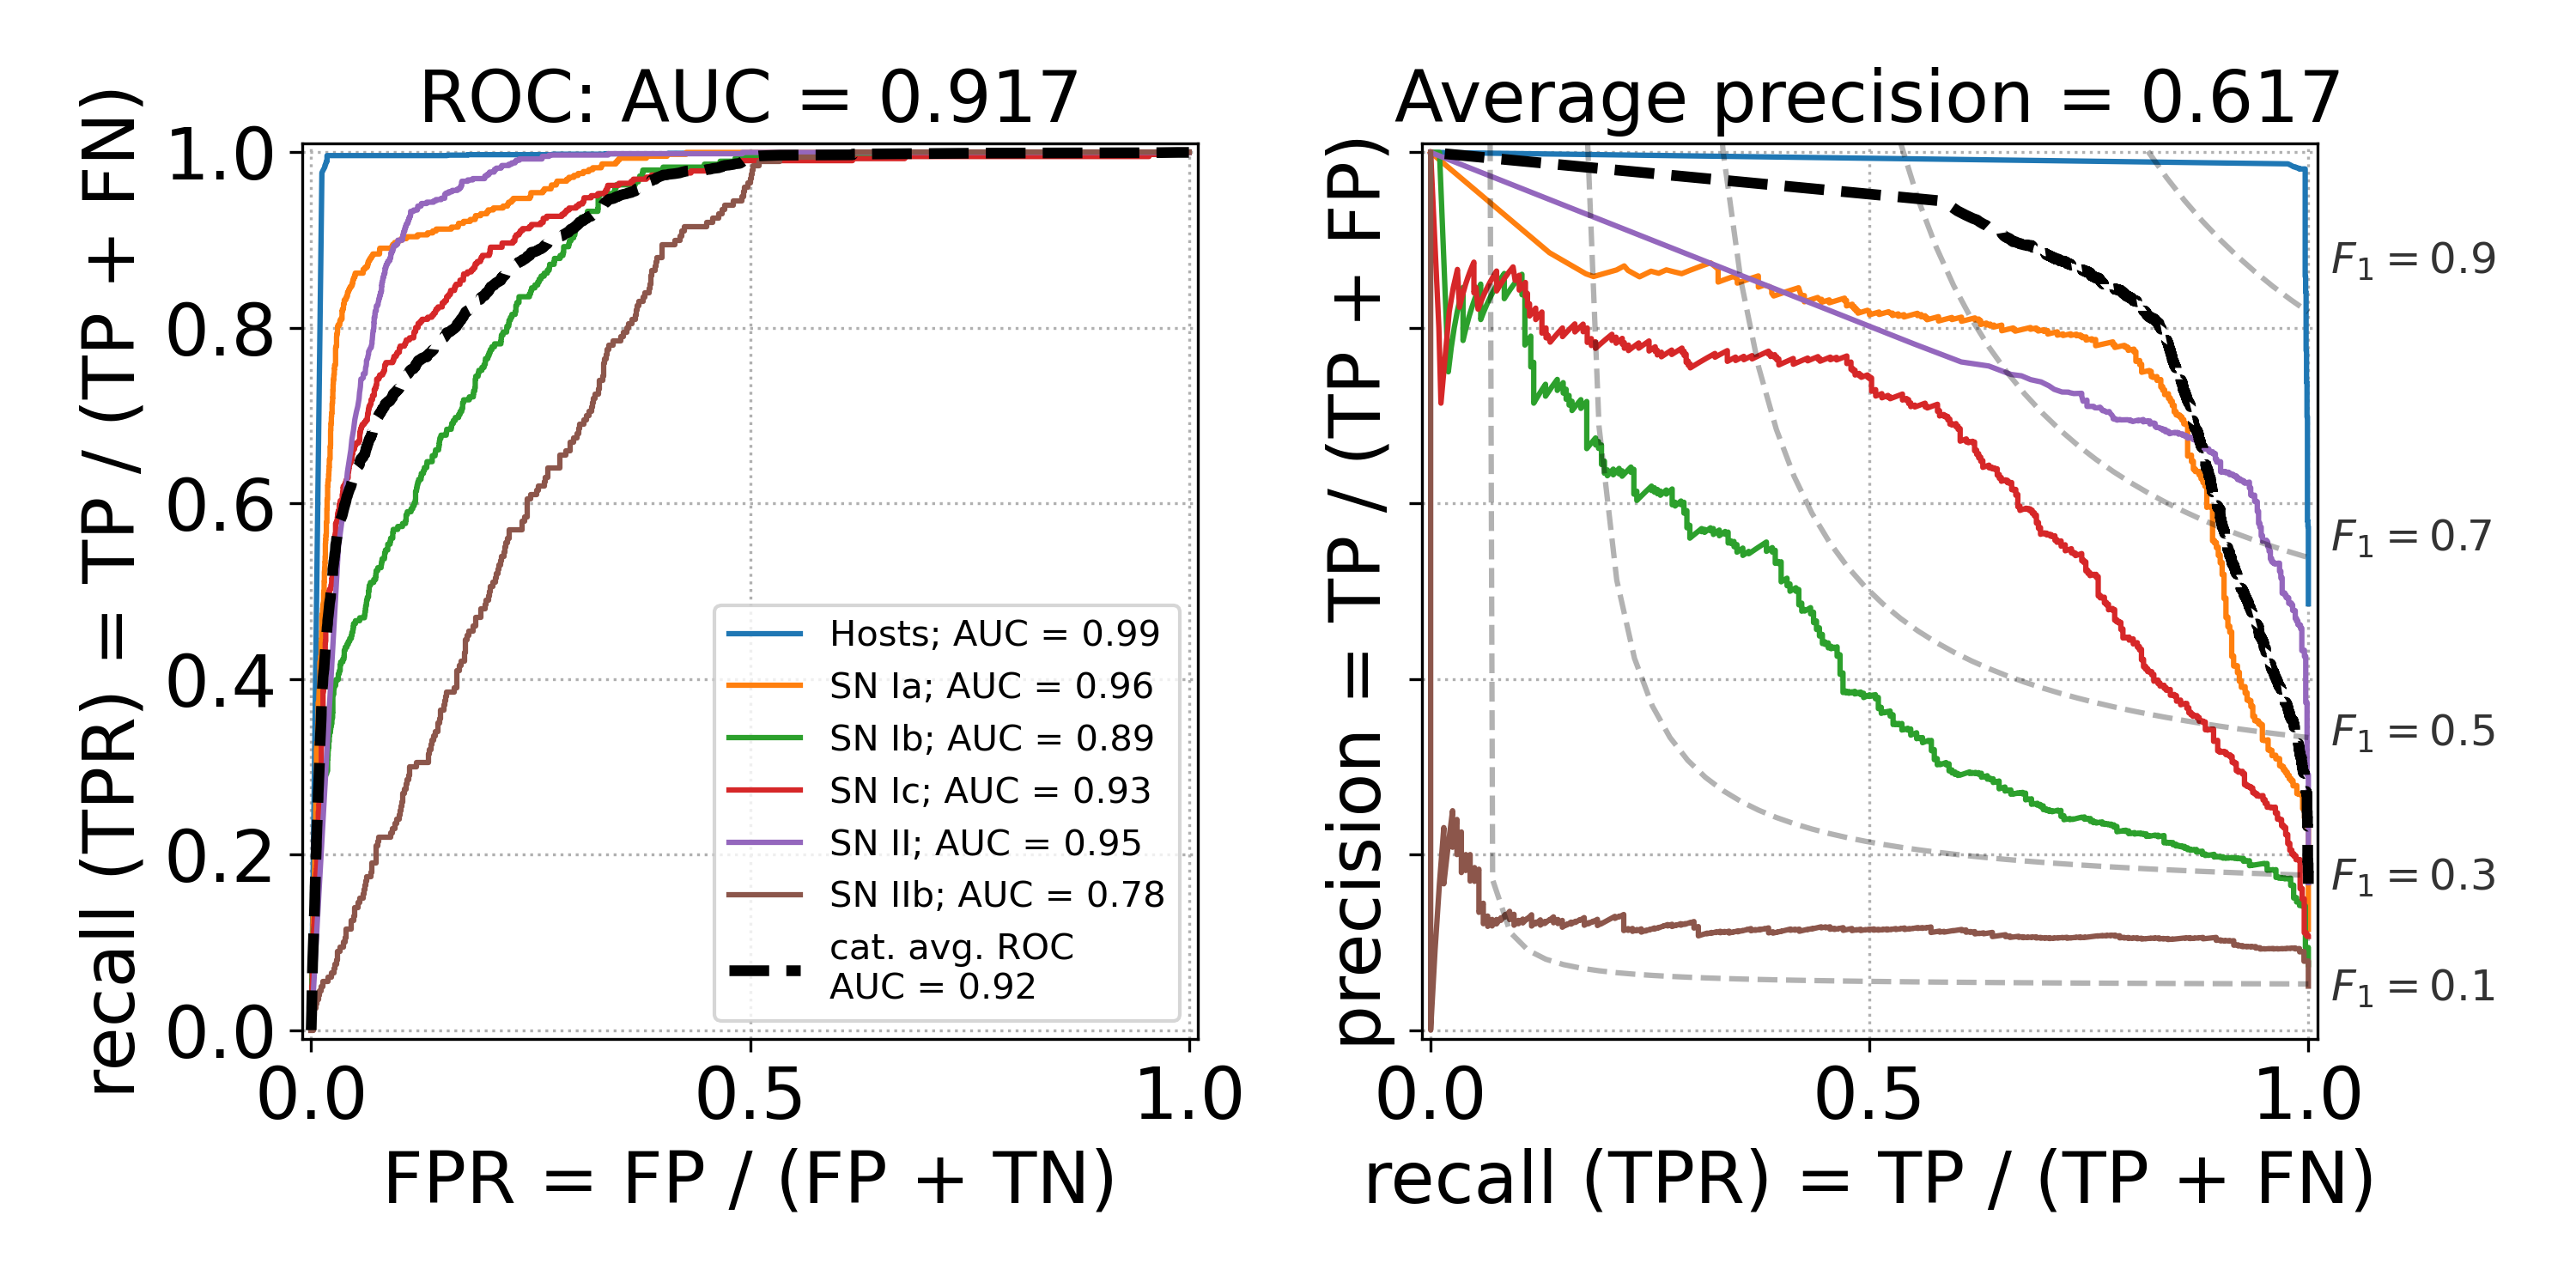 ROC: AUC = 0.917
recall (TPR) = TP / (TP + FN)
1.0
0.8
0.6
0.4
0.2
0.0
Hosts; AUC = 0.99
SN Ia; AUC = 0.96
SN Ib; AUC = 0.89
SN Ic; AUC = 0.93
SN II; AUC = 0.95
SN IIb; AUC = 0.78
cat. avg. ROC
AUC = 0.92
0.0 0.5 1.0
FPR = FP / (FP + TN)
Average precision = 0.617
precision = TP / (TP + FP)
F₁ = 0.9
F₁ = 0.7
F₁ = 0.5
F₁ = 0.3
F₁ = 0.1
0.0 0.5 1.0
recall (TPR) = TP / (TP + FN)